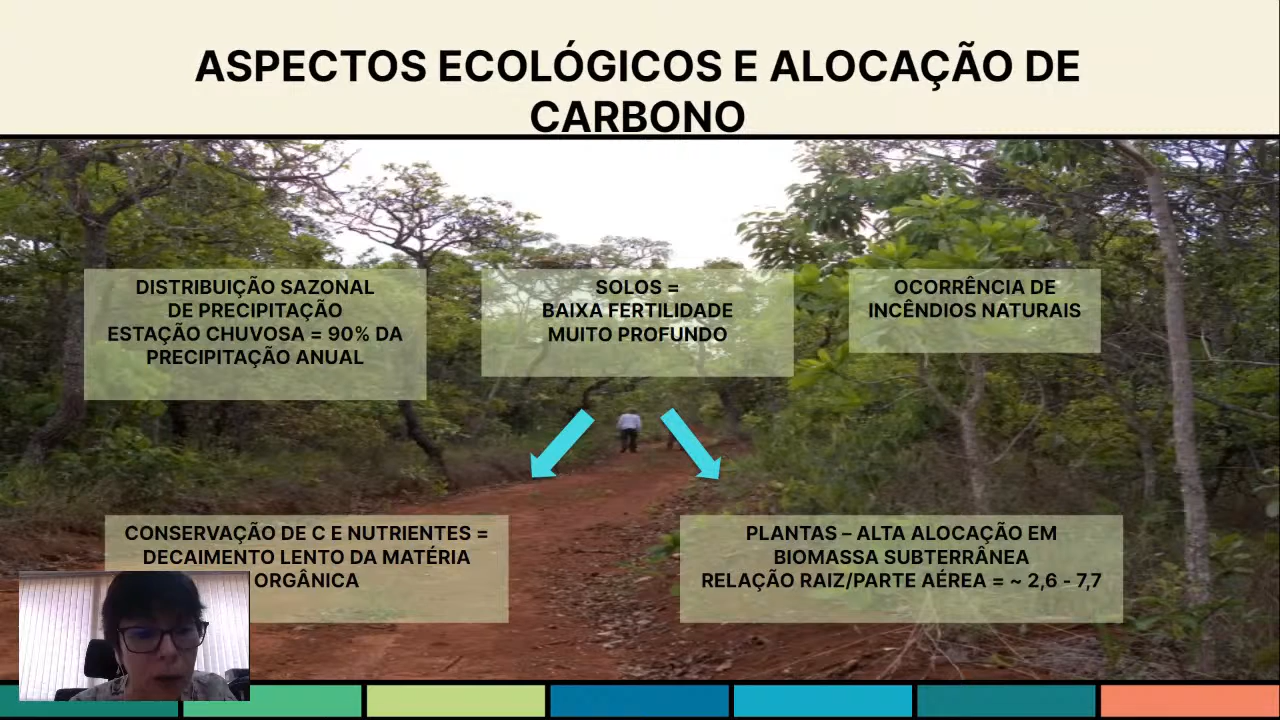 ASPECTOS ECOLÓGICOS E ALOCAÇÃO DE
CARBONO
DISTRIBUIÇÃO SAZONAL
DE PRECIPITAÇÃO
ESTAÇÃO CHUVOSA = 90% DA
PRECIPITAÇÃO ANUAL
SOLOS =
BAIXA FERTILIDADE
MUITO PROFUNDO
OCORRÊNCIA DE
INCÊNDIOS NATURAIS
CONSERVAÇÃO DE C E NUTRIENTES =
DECAIMENTO LENTO DA MATÉRIA
ORGÂNICA
PLANTAS – ALTA ALOCAÇÃO EM
BIOMASSA SUBTERRÂNEA
RELAÇÃO RAIZ/PARTE AÉREA = ~ 2,6 - 7,7